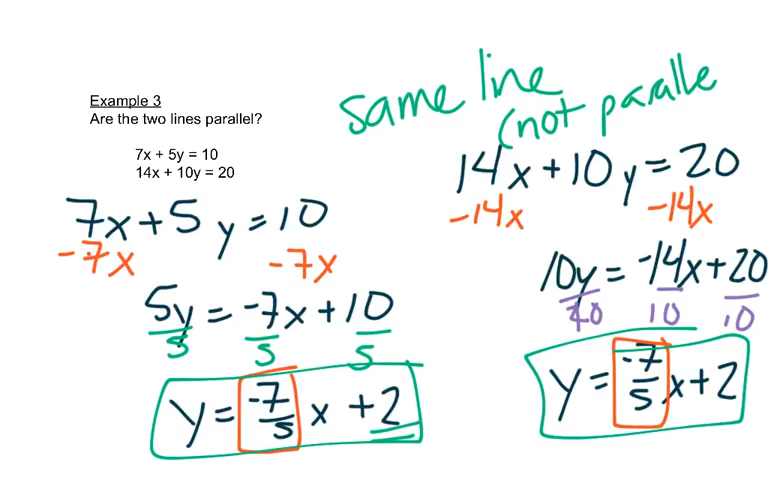 Example 3
Are the two lines parallel?
7x + 5y = 10
14x + 10y = 20
same line
(not paralle
7x+5y=10
-7x -7x
5y = -7x+10
5 5 5
y = -7/5 x +2
14x+10y=20
-14x -14x
10y = -14x+20
10 10 10
y = -7/5 x+2